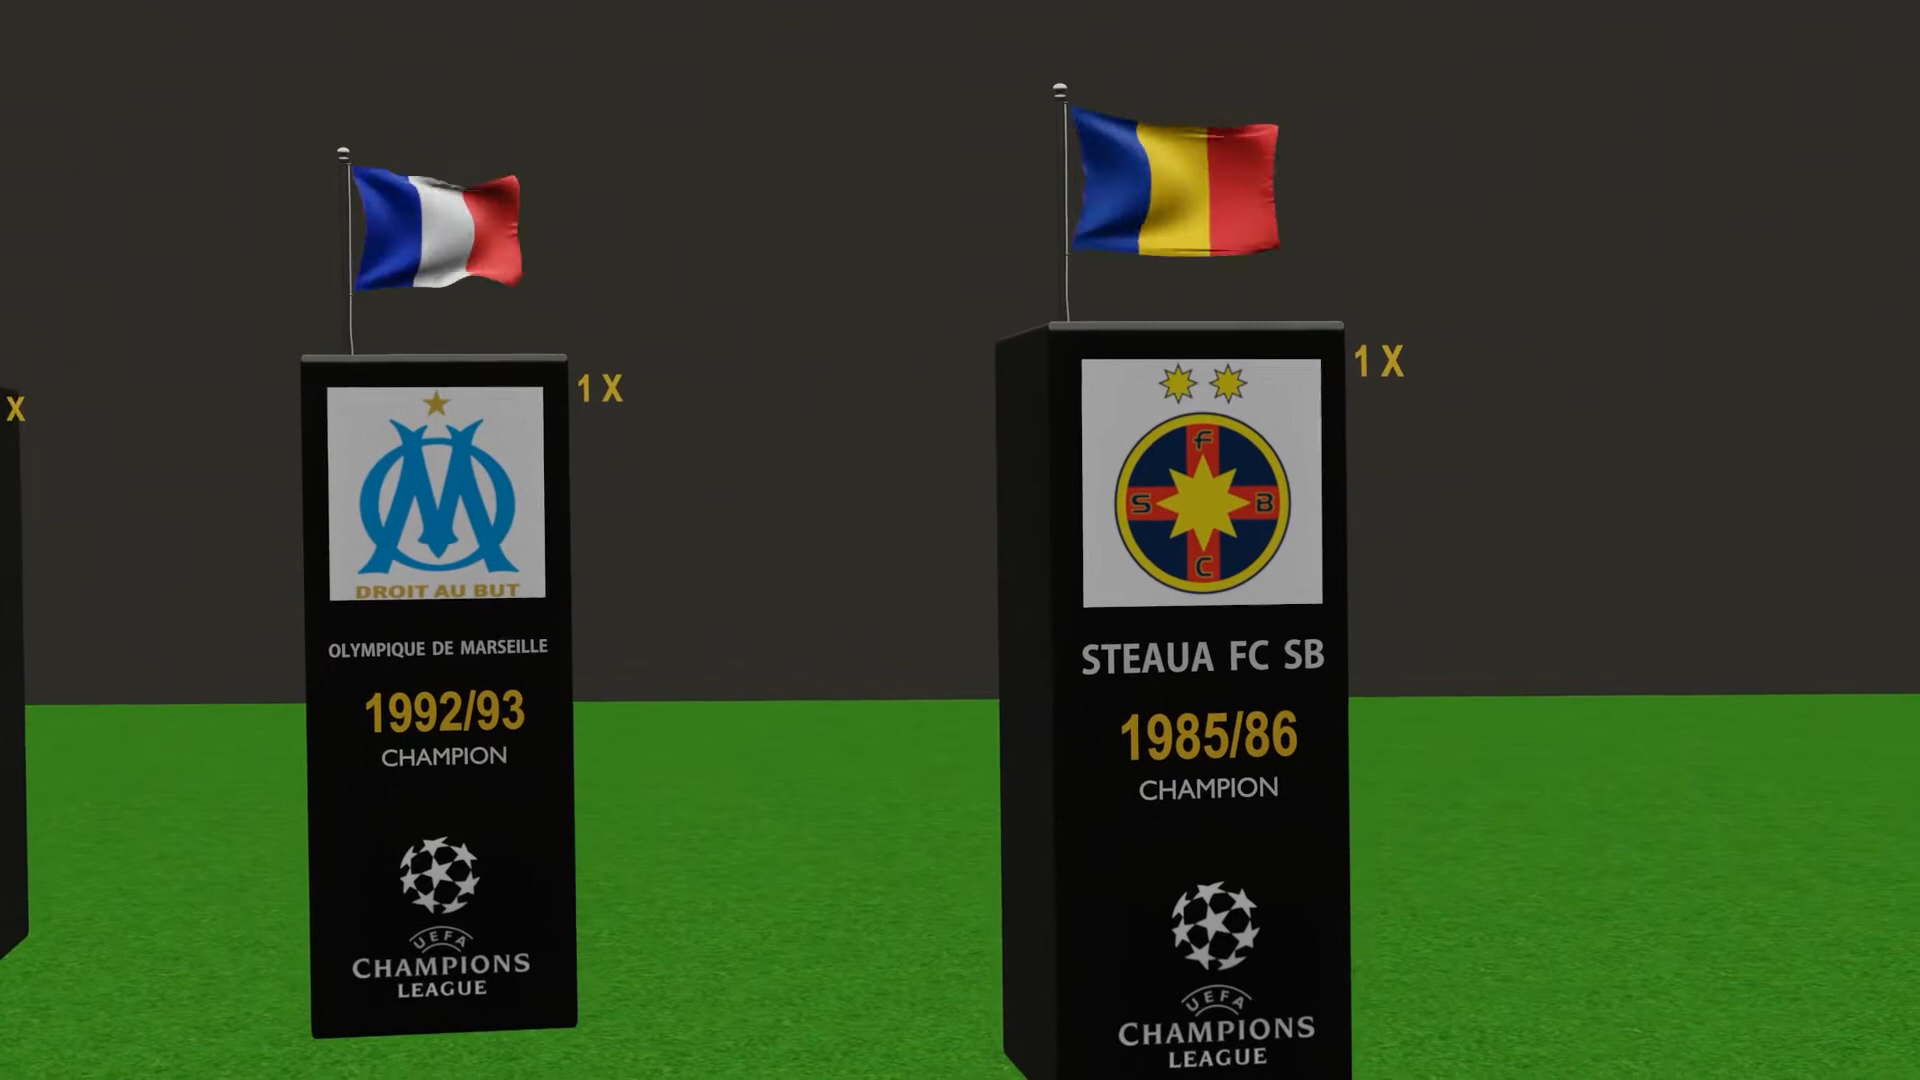 X
1 X
DROIT AU BUT
OLYMPIQUE DE MARSEILLE
1992/93
CHAMPION
UEFA
CHAMPIONS
LEAGUE
1 X
F
S B
C
STEAUA FC SB
1985/86
CHAMPION
UEFA
CHAMPIONS
LEAGUE